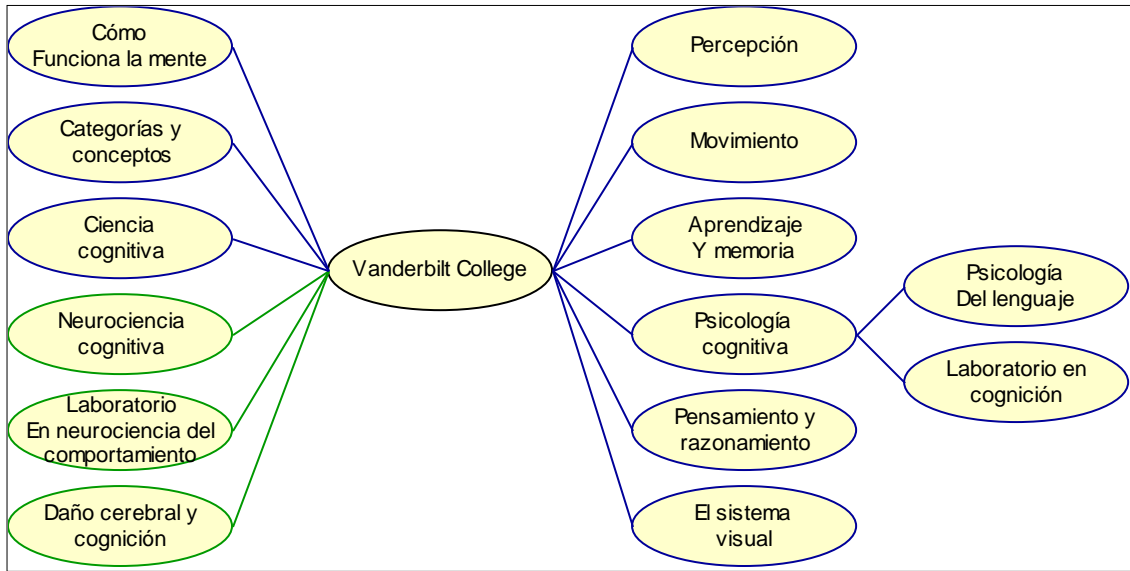 Cómo
Funciona la mente
Categorías y
conceptos
Ciencia
cognitiva
Neurociencia
cognitiva
Laboratorio
En neurociencia del
comportamiento
Daño cerebral y
cognición
Vanderbilt College
Percepción
Movimiento
Aprendizaje
Y memoria
Psicología
cognitiva
Pensamiento y
razonamiento
El sistema
visual
Psicología
Del lenguaje
Laboratorio en
cognición